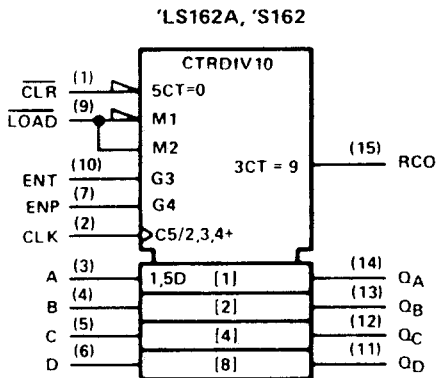 'LS162A, 'S162
CTRDIV10
CLR (1) 5CT=0
LOAD (9) M1
M2
ENT (10) G3 3CT = 9 (15) RCO
ENP (7) G4
CLK (2) C5/2,3,4+
A (3) 1,5D [1] (14) QA
B (4) [2] (13) QB
C (5) [4] (12) QC
D (6) [8] (11) QD